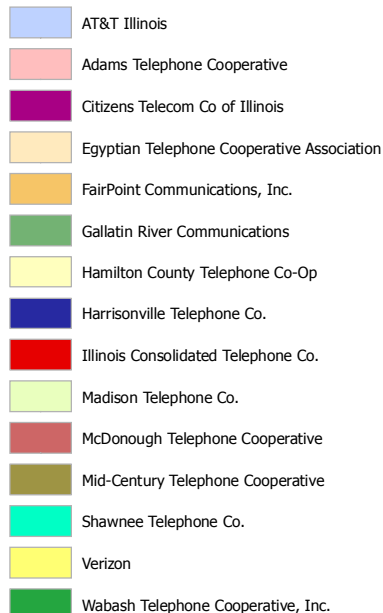 AT&T Illinois
Adams Telephone Cooperative
Citizens Telecom Co of Illinois
Egyptian Telephone Cooperative Association
FairPoint Communications, Inc.
Gallatin River Communications
Hamilton County Telephone Co-Op
Harrisonville Telephone Co.
Illinois Consolidated Telephone Co.
Madison Telephone Co.
McDonough Telephone Cooperative
Mid-Century Telephone Cooperative
Shawnee Telephone Co.
Verizon
Wabash Telephone Cooperative, Inc.